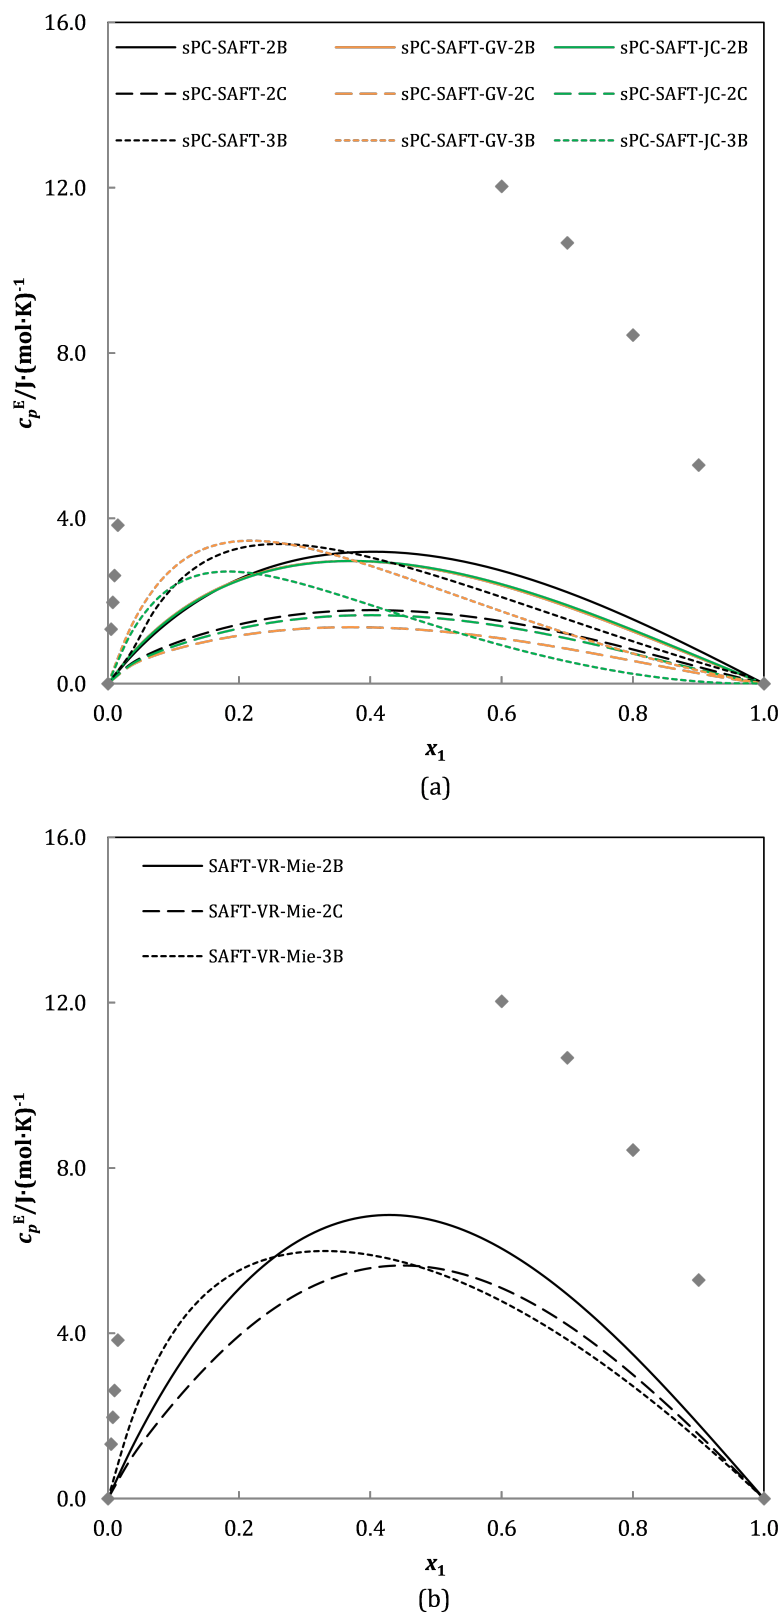 16.0
sPC-SAFT-2B sPC-SAFT-GV-2B sPC-SAFT-JC-2B
sPC-SAFT-2C sPC-SAFT-GV-2C sPC-SAFT-JC-2C
sPC-SAFT-3B sPC-SAFT-GV-3B sPC-SAFT-JC-3B
12.0
8.0
4.0
0.0
cₚᴱ/J·(mol·K)⁻¹
0.0 0.2 0.4 0.6 0.8 1.0
x₁
(a)
16.0
SAFT-VR-Mie-2B
SAFT-VR-Mie-2C
SAFT-VR-Mie-3B
12.0
8.0
4.0
0.0
cₚᴱ/J·(mol·K)⁻¹
0.0 0.2 0.4 0.6 0.8 1.0
x₁
(b)